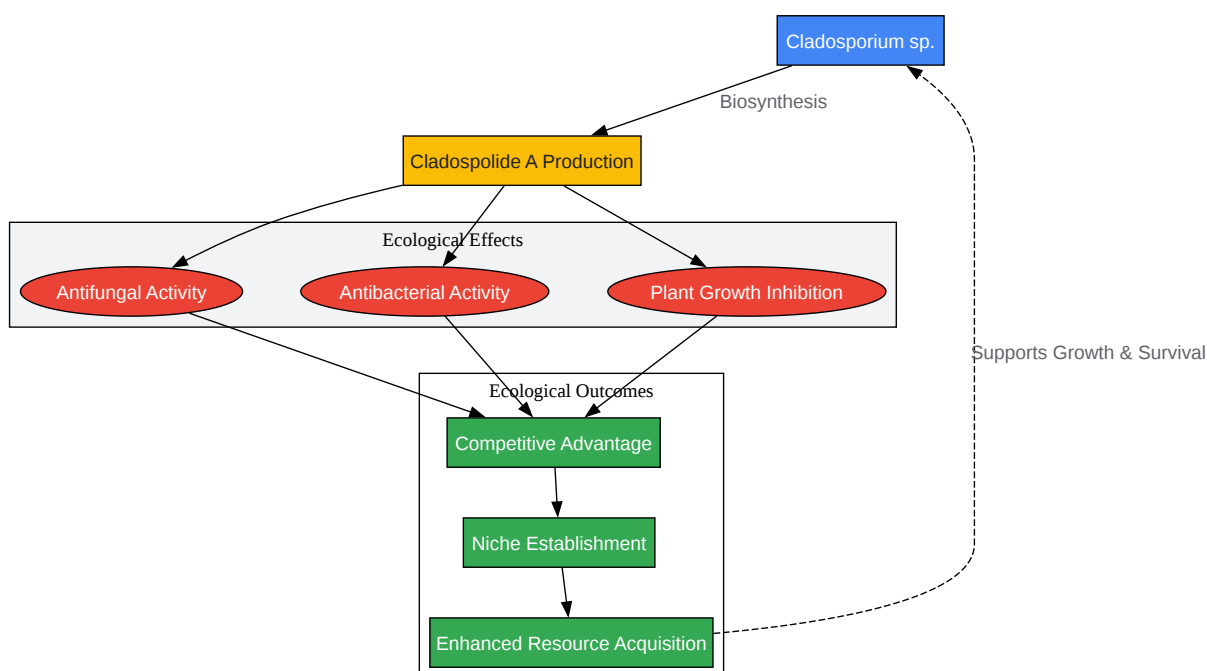 Cladosporium sp.
Biosynthesis
Cladospolide A Production
Ecological Effects
Antifungal Activity
Antibacterial Activity
Plant Growth Inhibition
Supports Growth & Survival
Ecological Outcomes
Competitive Advantage
Niche Establishment
Enhanced Resource Acquisition